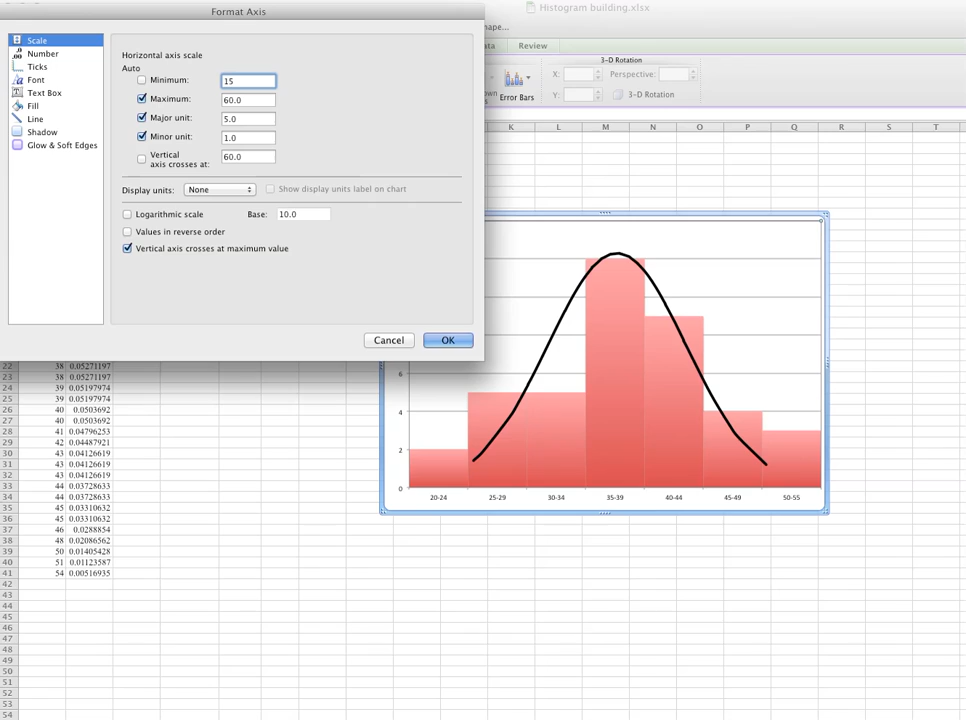 Format Axis
Histogram building.xlsx
Scale
Number
Ticks
Font
Text Box
Fill
Line
Shadow
Glow & Soft Edges
Horizontal axis scale
Auto
Minimum: 15
Maximum: 60.0
Major unit: 5.0
Minor unit: 1.0
Vertical
axis crosses at: 60.0
Display units: None Show display units label on chart
Logarithmic scale Base: 10.0
Values in reverse order
Vertical axis crosses at maximum value
Cancel OK
Review
3-D Rotation
X: Perspective:
Error Bars
Y: 3-D Rotation
K L M N O P Q R S T
22 38 0.05271197
23 38 0.05271197
24 39 0.05197974
25 39 0.05197974
26 40 0.0503692
27 40 0.0503692
28 41 0.04796253
29 42 0.04487921
30 43 0.04126619
31 43 0.04126619
32 43 0.04126619
33 44 0.03728633
34 44 0.03728633
35 45 0.03310632
36 45 0.03310632
37 46 0.0288854
38 48 0.02086562
39 50 0.01405428
40 51 0.01123587
41 54 0.00516935
42
43
44
45
46
47
48
49
50
51
52
53
54
6
4
2
0
20-24 25-29 30-34 35-39 40-44 45-49 50-55